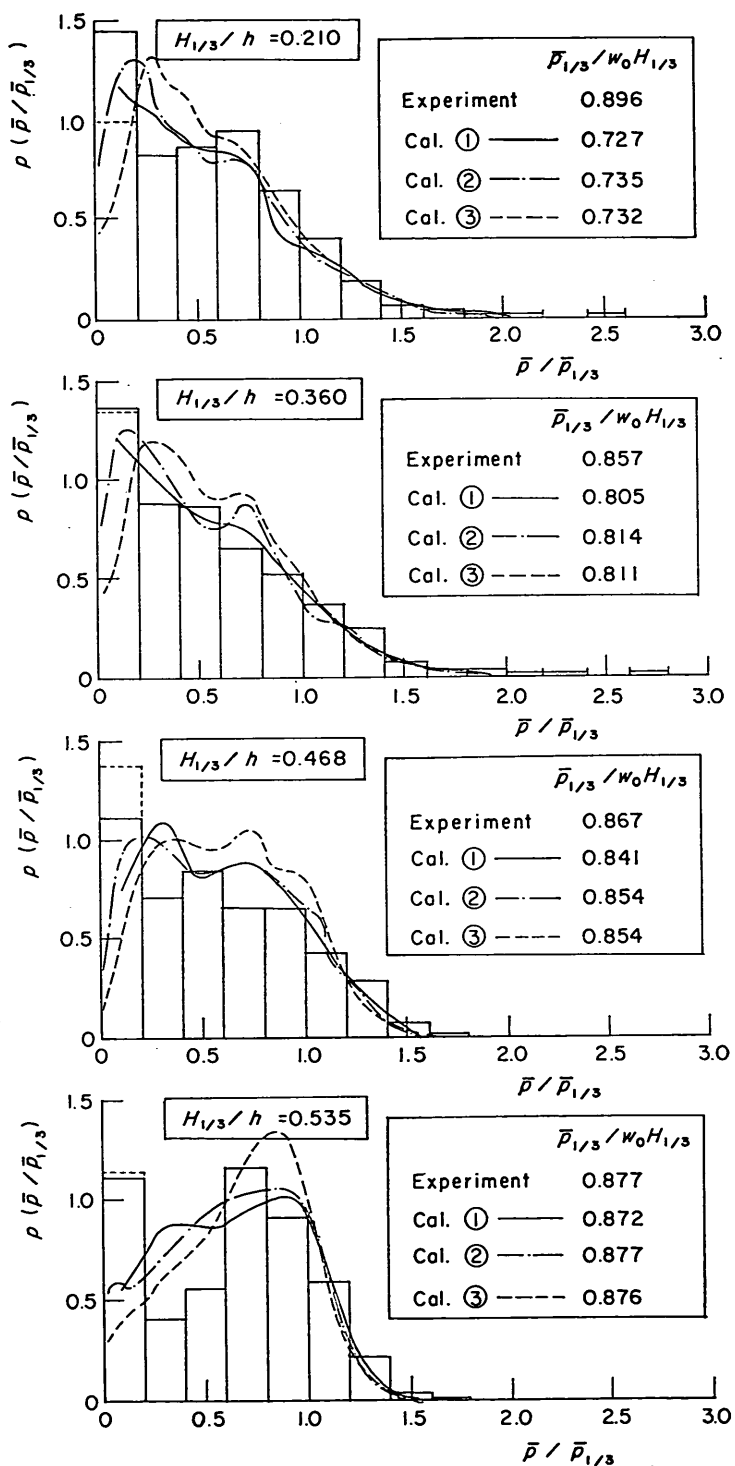 H₁/₃ / h =0.210
p̄₁/₃ / w₀H₁/₃
Experiment 0.896
Cal. ① 0.727
Cal. ② 0.735
Cal. ③ 0.732
p ( p̄ / p̄₁/₃ )
1.5
1.0
0.5
0
0 0.5 1.0 1.5 2.0 2.5 3.0
p̄ / p̄₁/₃
H₁/₃ / h =0.360
p̄₁/₃ / w₀H₁/₃
Experiment 0.857
Cal. ① 0.805
Cal. ② 0.814
Cal. ③ 0.811
p ( p̄ / p̄₁/₃ )
1.5
1.0
0.5
0
0 0.5 1.0 1.5 2.0 2.5 3.0
p̄ / p̄₁/₃
H₁/₃ / h =0.468
p̄₁/₃ / w₀H₁/₃
Experiment 0.867
Cal. ① 0.841
Cal. ② 0.854
Cal. ③ 0.854
p ( p̄ / p̄₁/₃ )
1.5
1.0
0.5
0
0 0.5 1.0 1.5 2.0 2.5 3.0
p̄ / p̄₁/₃
H₁/₃ / h =0.535
p̄₁/₃ / w₀H₁/₃
Experiment 0.877
Cal. ① 0.872
Cal. ② 0.877
Cal. ③ 0.876
p ( p̄ / p̄₁/₃ )
1.5
1.0
0.5
0
0 0.5 1.0 1.5 2.0 2.5 3.0
p̄ / p̄₁/₃